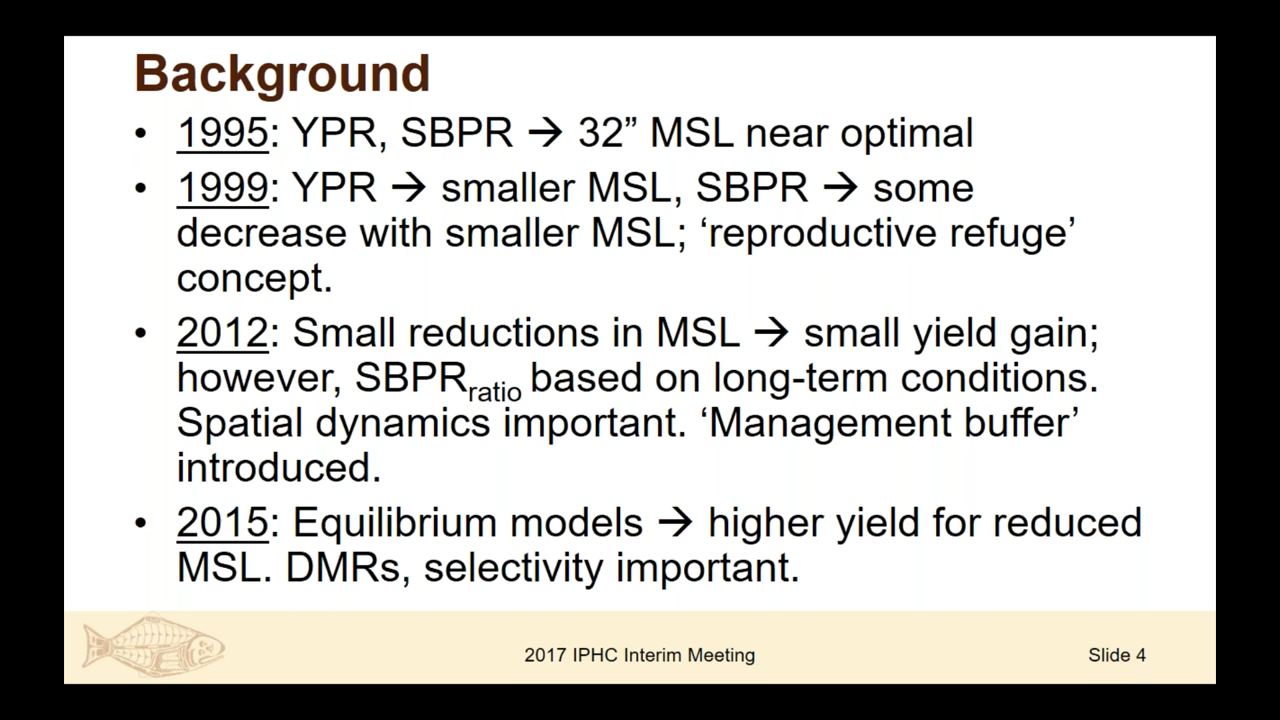 Background
• 1995: YPR, SBPR → 32” MSL near optimal
• 1999: YPR → smaller MSL, SBPR → some
decrease with smaller MSL; ‘reproductive refuge’
concept.
• 2012: Small reductions in MSL → small yield gain;
however, SBPRratio based on long-term conditions.
Spatial dynamics important. ‘Management buffer’
introduced.
• 2015: Equilibrium models → higher yield for reduced
MSL. DMRs, selectivity important.
2017 IPHC Interim Meeting
Slide 4